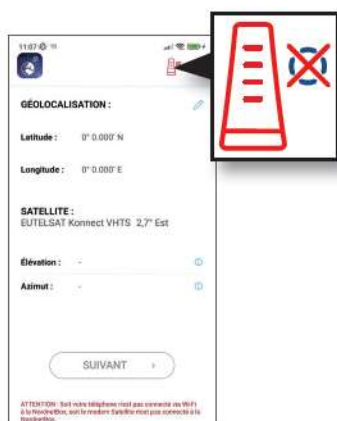 11:07
GÉOLOCALISATION :
Latitude : 0° 0.000' N
Longitude : 0° 0.000' E
SATELLITE :
EUTELSAT Konnect VHTS 2,7° Est
Élévation : -
Azimut : -
SUIVANT ›
ATTENTION : Soit votre téléphone n'est pas connecté via Wi-Fi
à la NordnetBox, soit le modem Satellite n'est pas connecté à la
NordnetBox.